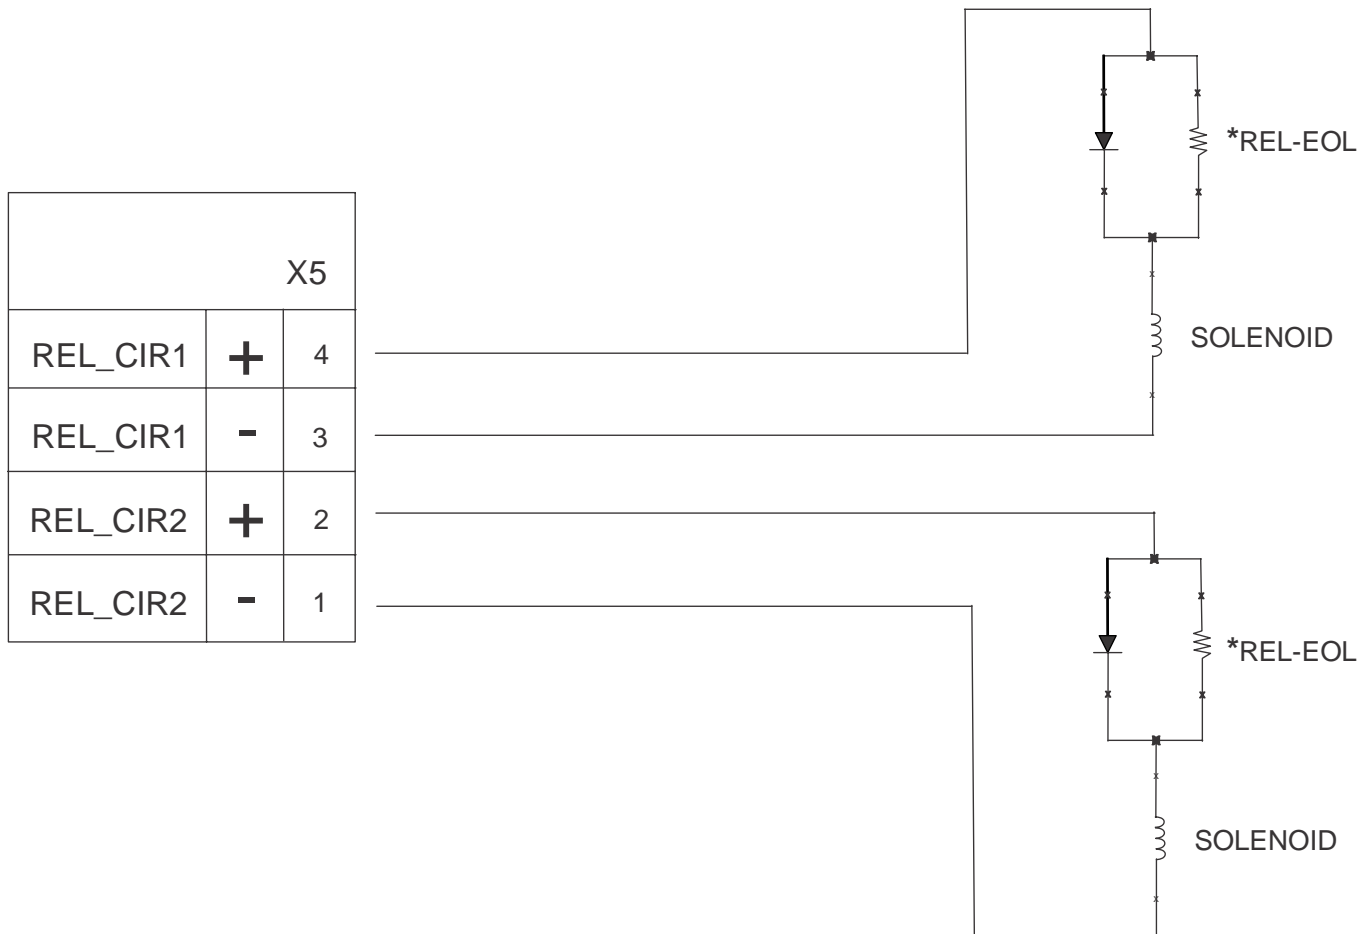 X5
REL_CIR1 + 4
REL_CIR1 - 3
REL_CIR2 + 2
REL_CIR2 - 1
*REL-EOL
SOLENOID
*REL-EOL
SOLENOID